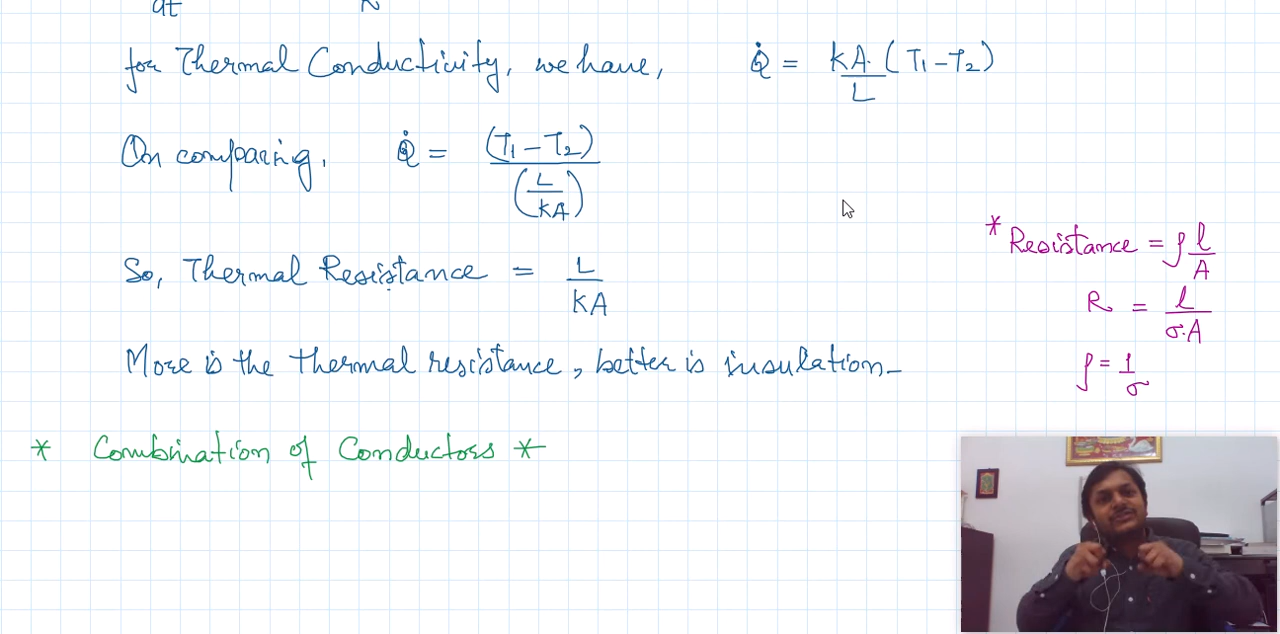 dt R
for Thermal Conductivity, we have, Q̇ = kA/L (T₁-T₂)
On comparing, Q̇ = (T₁-T₂)/(L/kA)
So, Thermal Resistance = L/kA
More is the thermal resistance, better is insulation-
* Combination of Conductors *
* Resistance = ρ l/A
R = l/σ.A
ρ = 1/σ